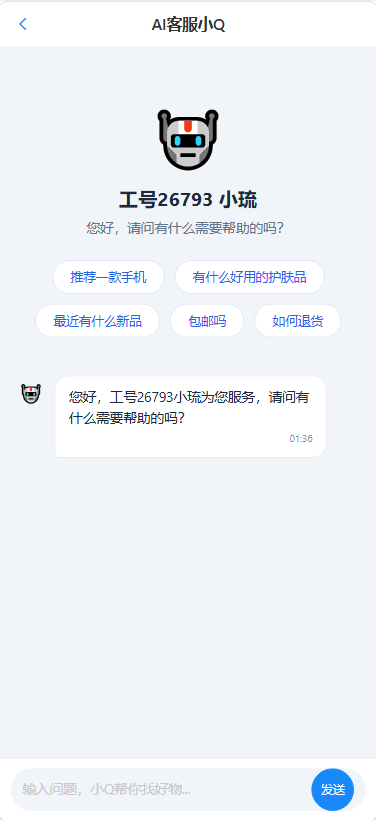 AI客服小Q
工号26793 小琉
您好，请问有什么需要帮助的吗？
推荐一款手机
有什么好用的护肤品
最近有什么新品
包邮吗
如何退货
您好，工号26793小琉为您服务，请问有
什么需要帮助的吗？
01:36
输入问题，小Q帮你找好物...
发送